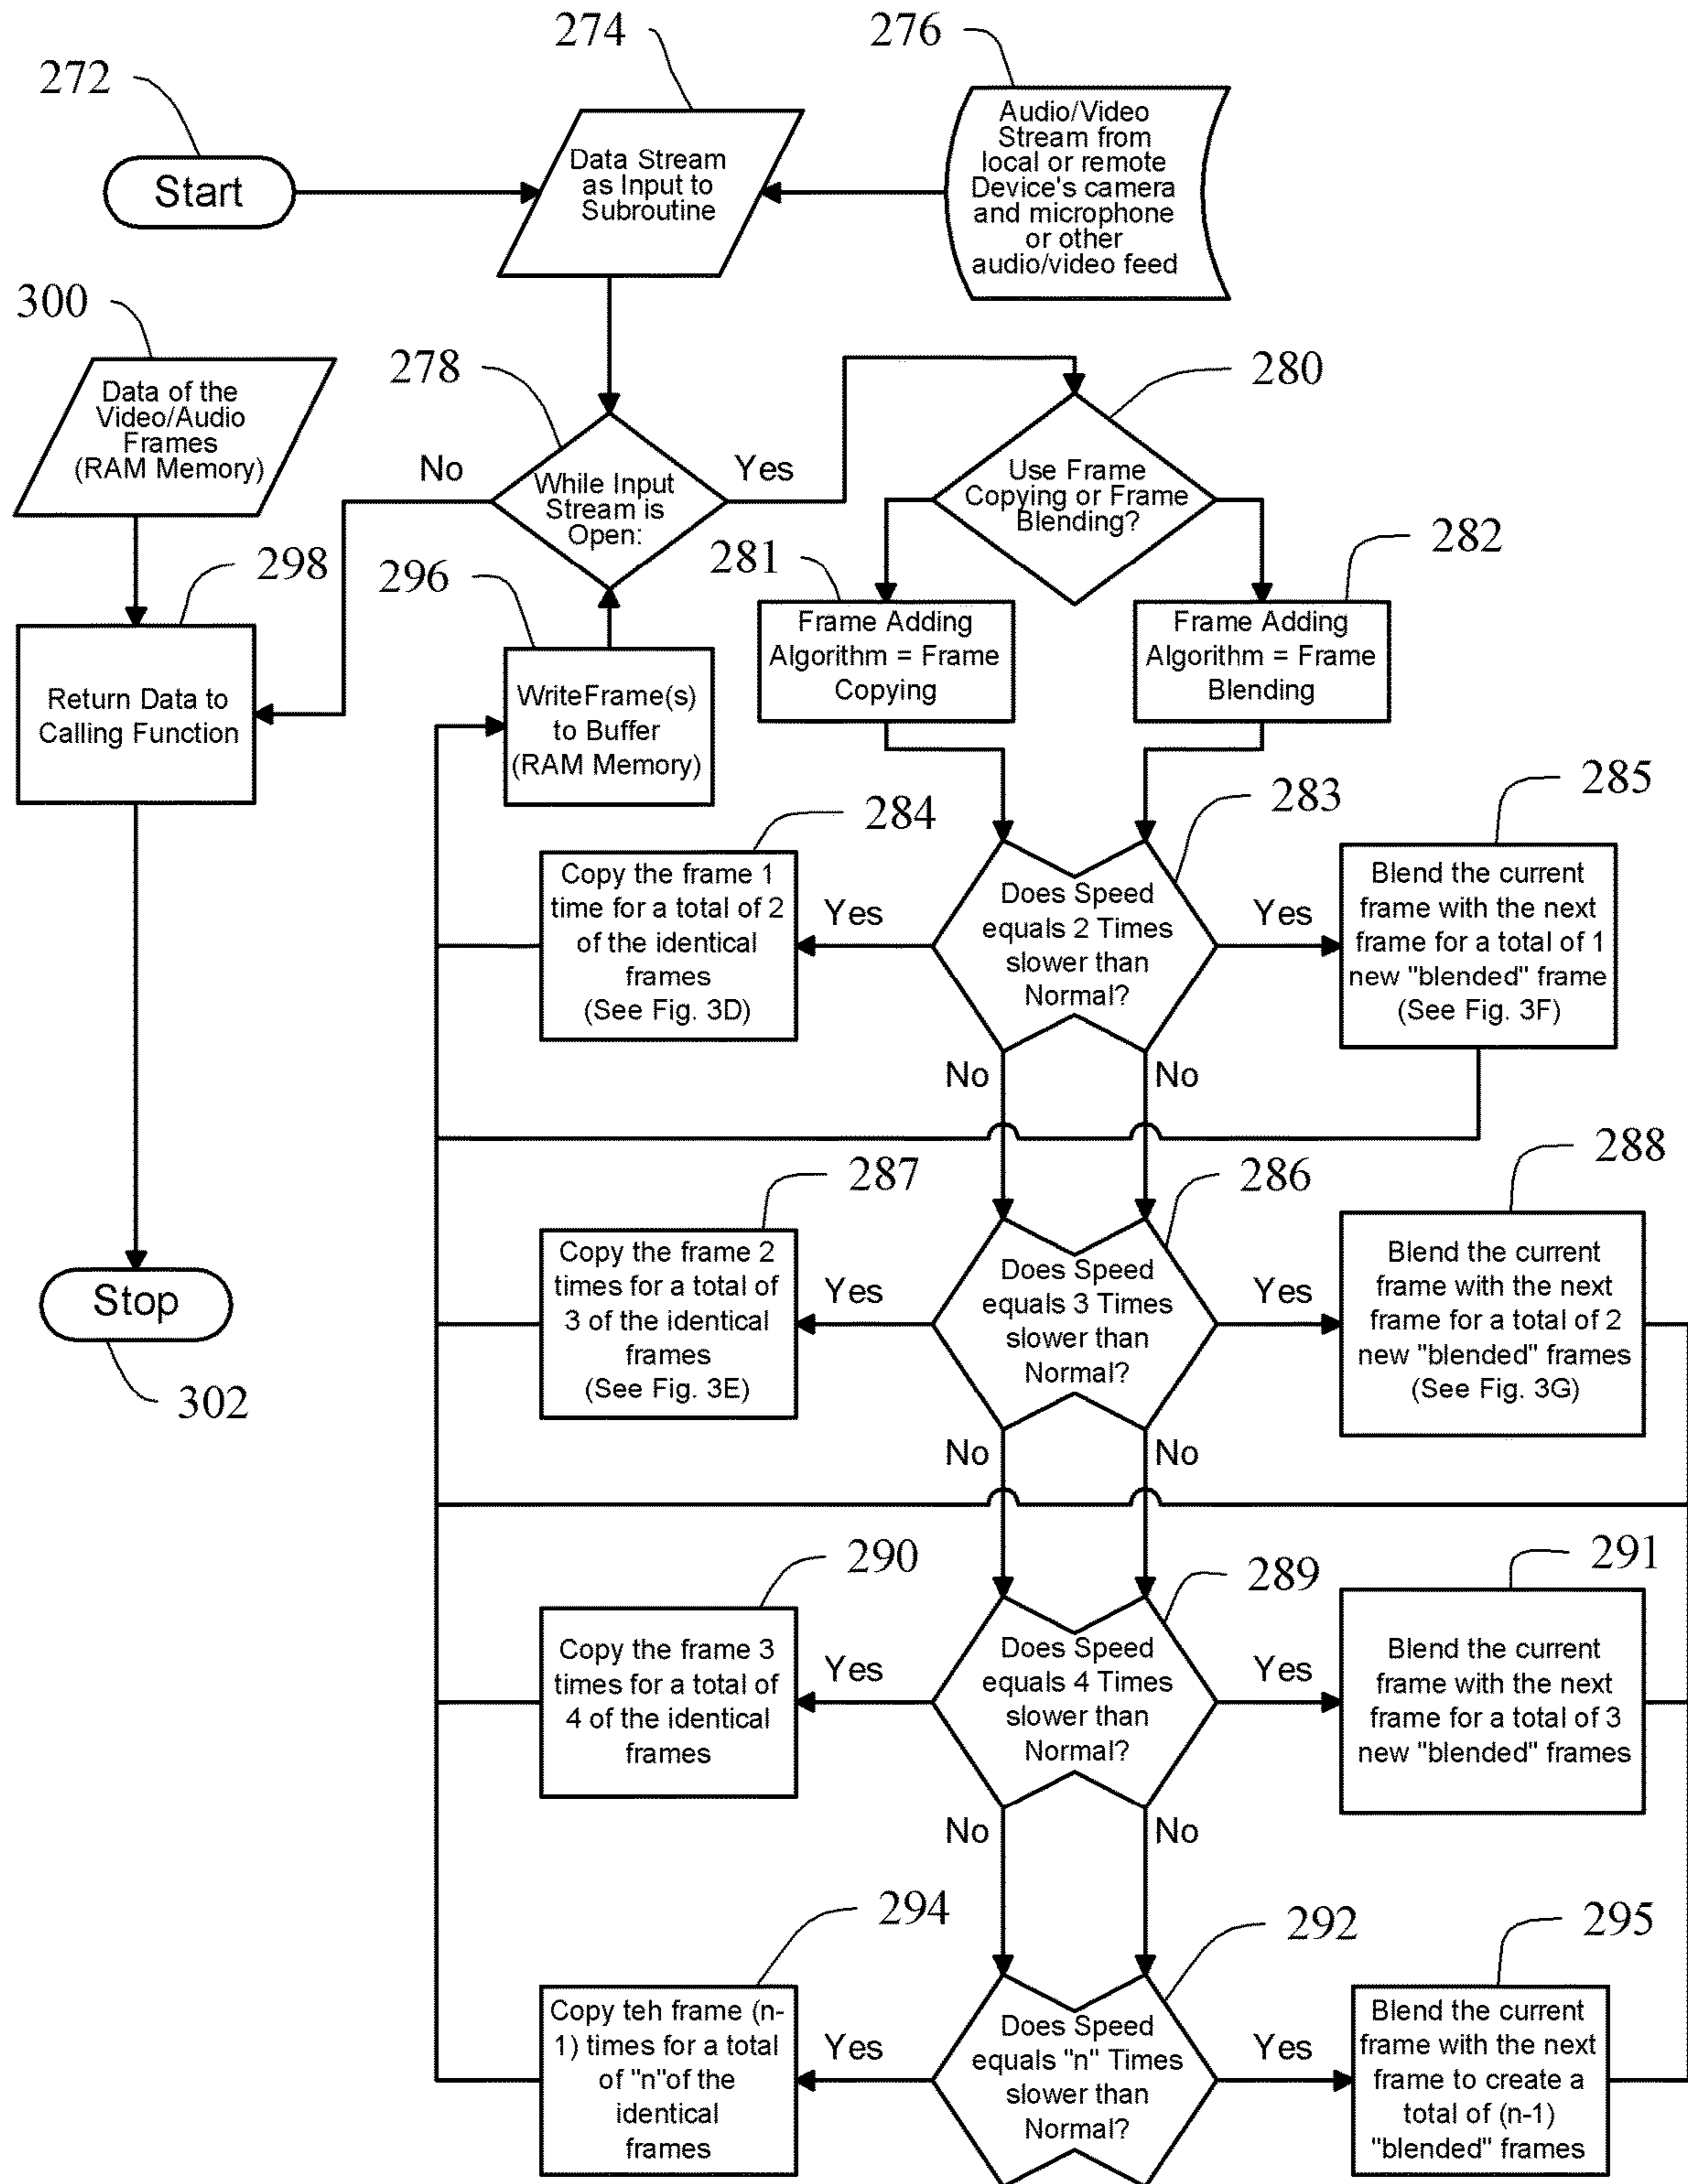 274
276
272
Start
Data Stream
as Input to
Subroutine
Audio/Video
Stream from
local or remote
Device's camera
and microphone
or other
audio/video feed
300
Data of the
Video/Audio
Frames
(RAM Memory)
278
280
No
Yes
While Input
Stream is
Open:
Use Frame
Copying or Frame
Blending?
298
296
281
282
Return Data to
Calling Function
WriteFrame(s)
to Buffer
(RAM Memory)
Frame Adding
Algorithm = Frame
Copying
Frame Adding
Algorithm = Frame
Blending
284
283
285
Copy the frame 1
time for a total of 2
of the identical
frames
(See Fig. 3D)
Yes
Does Speed
equals 2 Times
slower than
Normal?
Yes
Blend the current
frame with the next
frame for a total of 1
new "blended" frame
(See Fig. 3F)
No
No
287
286
288
Copy the frame 2
times for a total of
3 of the identical
frames
(See Fig. 3E)
Yes
Does Speed
equals 3 Times
slower than
Normal?
Yes
Blend the current
frame with the next
frame for a total of 2
new "blended" frames
(See Fig. 3G)
Stop
302
No
No
290
289
291
Copy the frame 3
times for a total of
4 of the identical
frames
Yes
Does Speed
equals 4 Times
slower than
Normal?
Yes
Blend the current
frame with the next
frame for a total of 3
new "blended" frames
No
No
294
292
295
Copy teh frame (n-
1) times for a total
of "n"of the
identical
frames
Yes
Does Speed
equals "n" Times
slower than
Normal?
Yes
Blend the current
frame with the next
frame to create a
total of (n-1)
"blended" frames